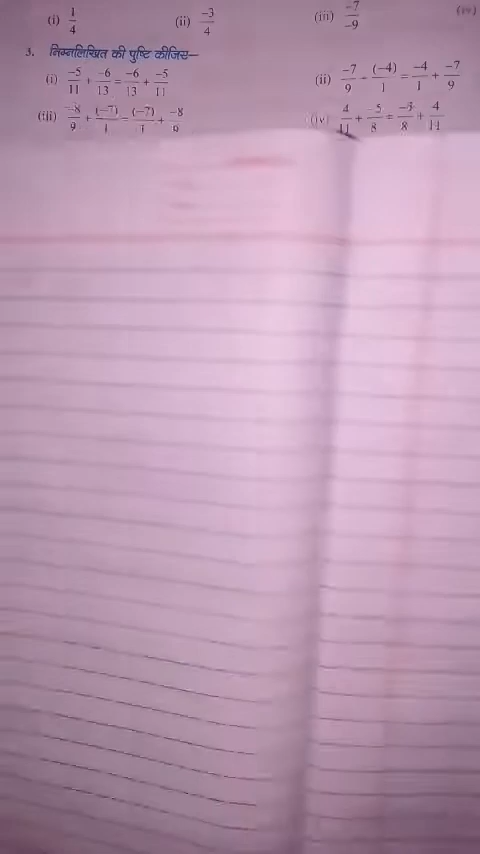 (i) 1/4 (ii) -3/4 (iii) -7/-9 (iv)
3. निम्नलिखित की पुष्टि कीजिए—
(i) -5/11 + -6/13 = -6/13 + -5/11 (ii) -7/9 + (-4)/1 = -4/1 + -7/9
(iii) -8/9 + (-7)/1 = (-7)/1 + -8/9 (iv) 4/11 + -5/8 = -5/8 + 4/11